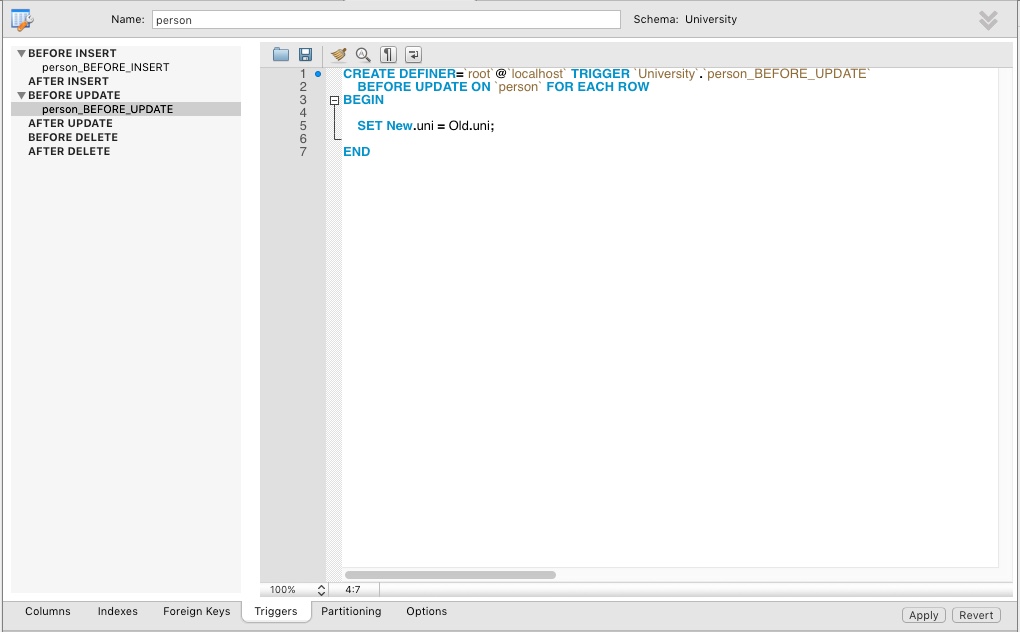 Name: person Schema: University
BEFORE INSERT
person_BEFORE_INSERT
AFTER INSERT
BEFORE UPDATE
person_BEFORE_UPDATE
AFTER UPDATE
BEFORE DELETE
AFTER DELETE
1 CREATE DEFINER=`root`@`localhost` TRIGGER `University`.`person_BEFORE_UPDATE`
2 BEFORE UPDATE ON `person` FOR EACH ROW
3 BEGIN
4
5 SET New.uni = Old.uni;
6
7 END
100% 4:7
Columns Indexes Foreign Keys Triggers Partitioning Options Apply Revert